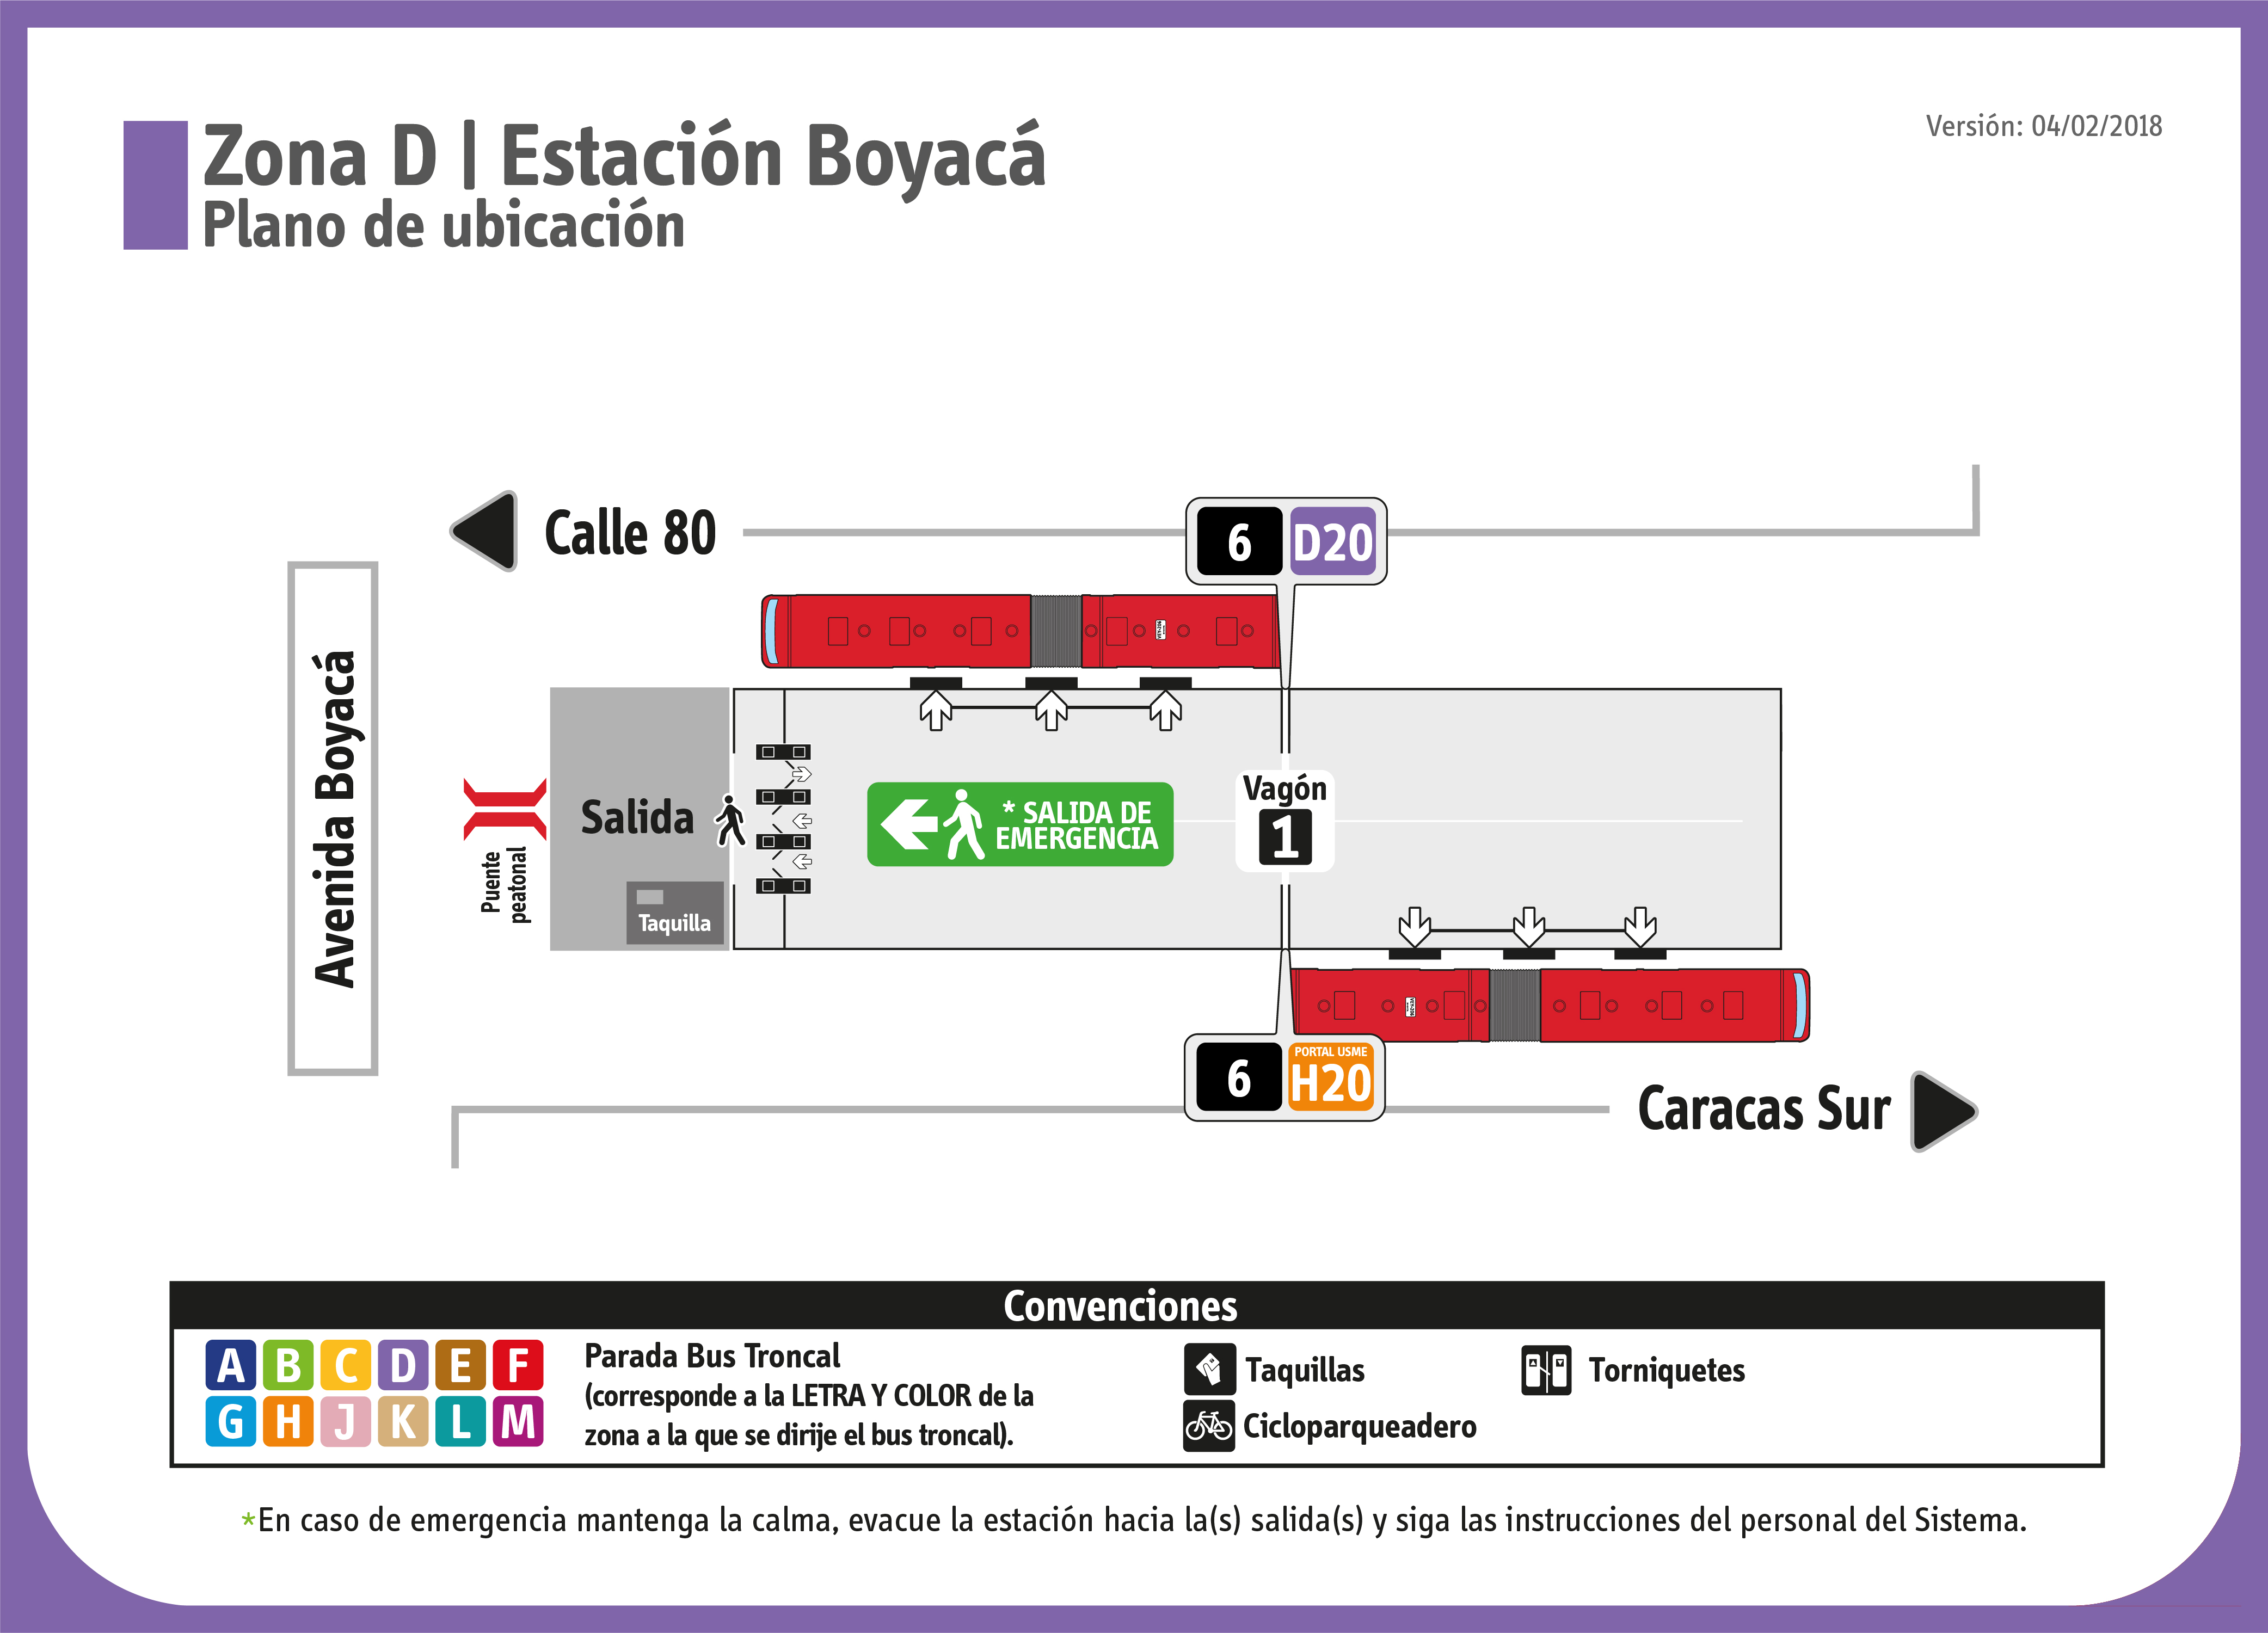 Zona D | Estación Boyacá
Plano de ubicación
Versión: 04/02/2018
Calle 80
6 D20
Avenida Boyacá
Puente
peatonal
Salida
Taquilla
* SALIDA DE
EMERGENCIA
Vagón
1
PORTAL USME
6 H20
Caracas Sur
Convenciones
A B C D E F
G H J K L M
Parada Bus Troncal
(corresponde a la LETRA Y COLOR de la
zona a la que se dirije el bus troncal).
Taquillas
Cicloparqueadero
Torniquetes
*En caso de emergencia mantenga la calma, evacue la estación hacia la(s) salida(s) y siga las instrucciones del personal del Sistema.